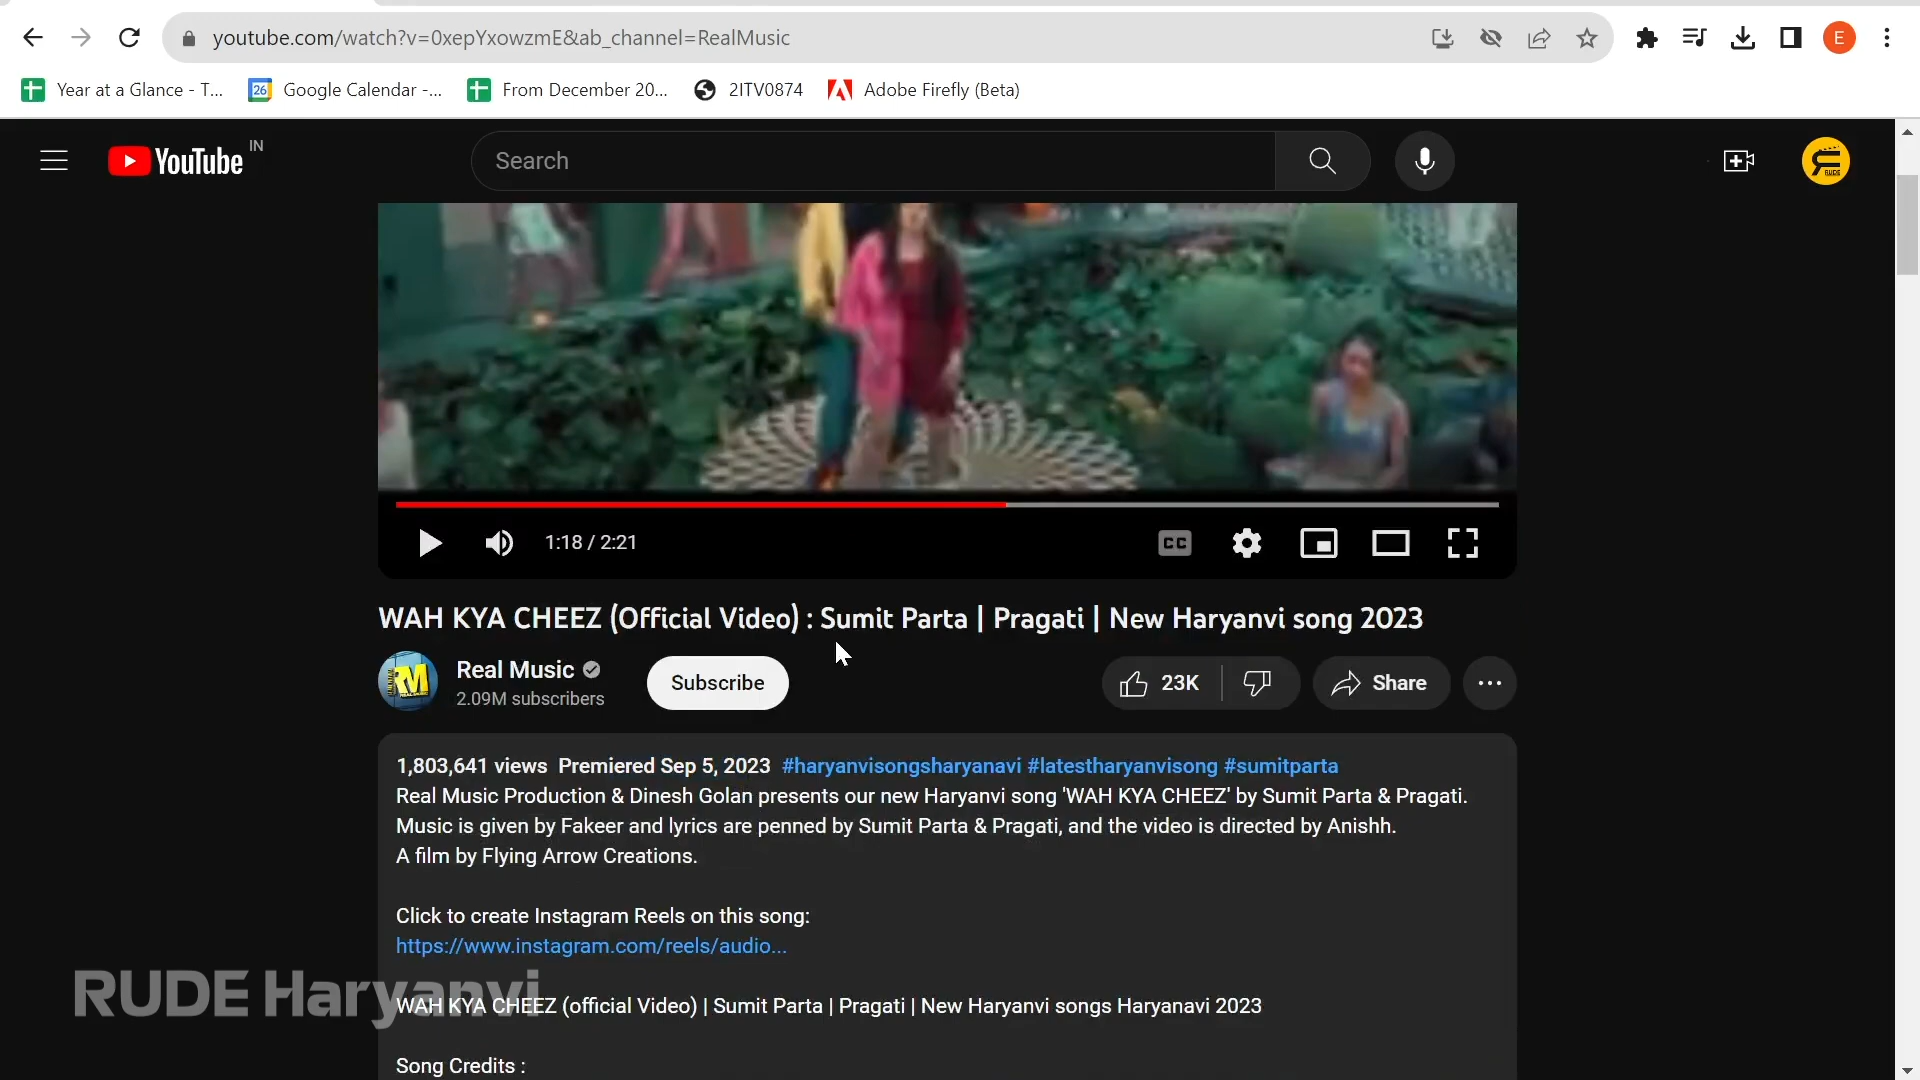 youtube.com/watch?v=0xepYxowzmE&ab_channel=RealMusic
E
Year at a Glance - T...
26
Google Calendar -...
From December 20...
2ITV0874
Adobe Firefly (Beta)
YouTube IN
Search
RUDE
1:18 / 2:21
CC
WAH KYA CHEEZ (Official Video) : Sumit Parta | Pragati | New Haryanvi song 2023
RM
Real Music
2.09M subscribers
Subscribe
23K
Share
1,803,641 views Premiered Sep 5, 2023 #haryanvisongsharyanavi #latestharyanvisong #sumitparta
Real Music Production & Dinesh Golan presents our new Haryanvi song 'WAH KYA CHEEZ' by Sumit Parta & Pragati.
Music is given by Fakeer and lyrics are penned by Sumit Parta & Pragati, and the video is directed by Anishh.
A film by Flying Arrow Creations.
Click to create Instagram Reels on this song:
https://www.instagram.com/reels/audio...
RUDE Haryanvi
WAH KYA CHEEZ (official Video) | Sumit Parta | Pragati | New Haryanvi songs Haryanavi 2023
Song Credits :